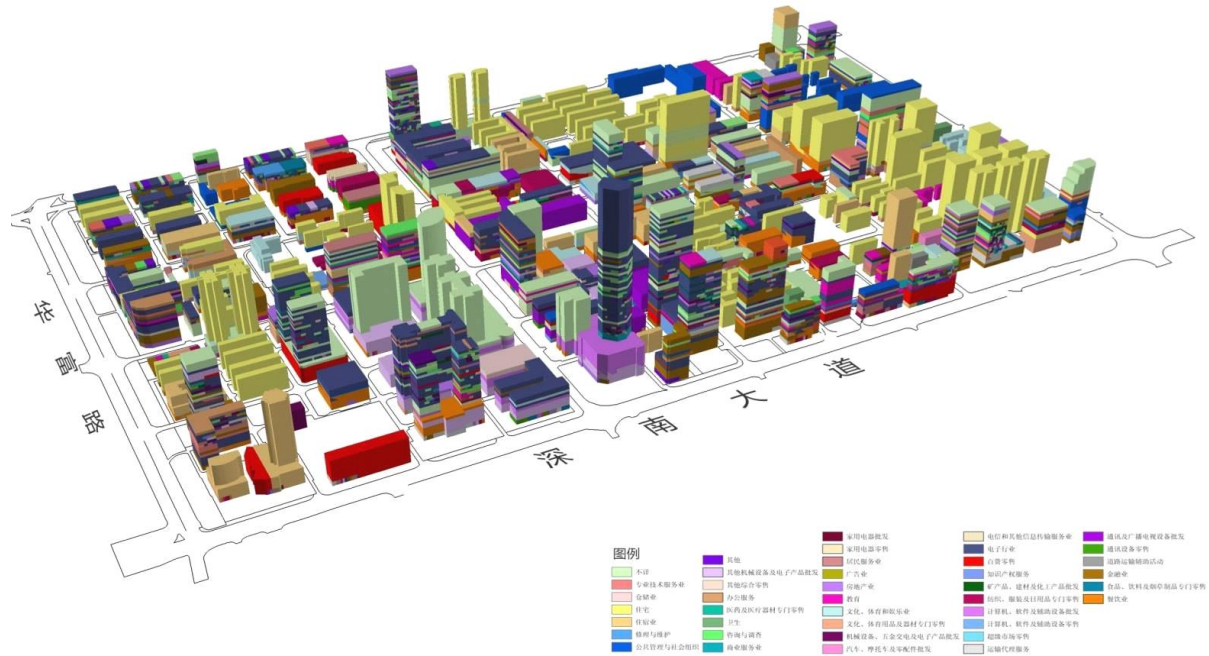 华
富
路
深
南
大
道
图例
不详
专业技术服务业
仓储业
住宅
住宿业
修理与维护
公共管理与社会组织
其他
其他机械设备及电子产品批发
其他综合零售
办公服务
医药及医疗器材专门零售
卫生
咨询与调查
商业服务业
家用电器批发
家用电器零售
居民服务业
广告业
房地产业
教育
文化、体育和娱乐业
文化、体育用品及器材专门零售
机械设备、五金交电及电子产品批发
汽车、摩托车及零配件批发
电信和其他信息传输服务业
电子行业
百货零售
知识产权服务
矿产品、建材及化工产品批发
纺织、服装及日用品专门零售
计算机、软件及辅助设备批发
计算机、软件及辅助设备零售
超级市场零售
运输代理服务
通讯及广播电视设备批发
通讯设备零售
道路运输辅助活动
金融业
食品、饮料及烟草制品专门零售
餐饮业